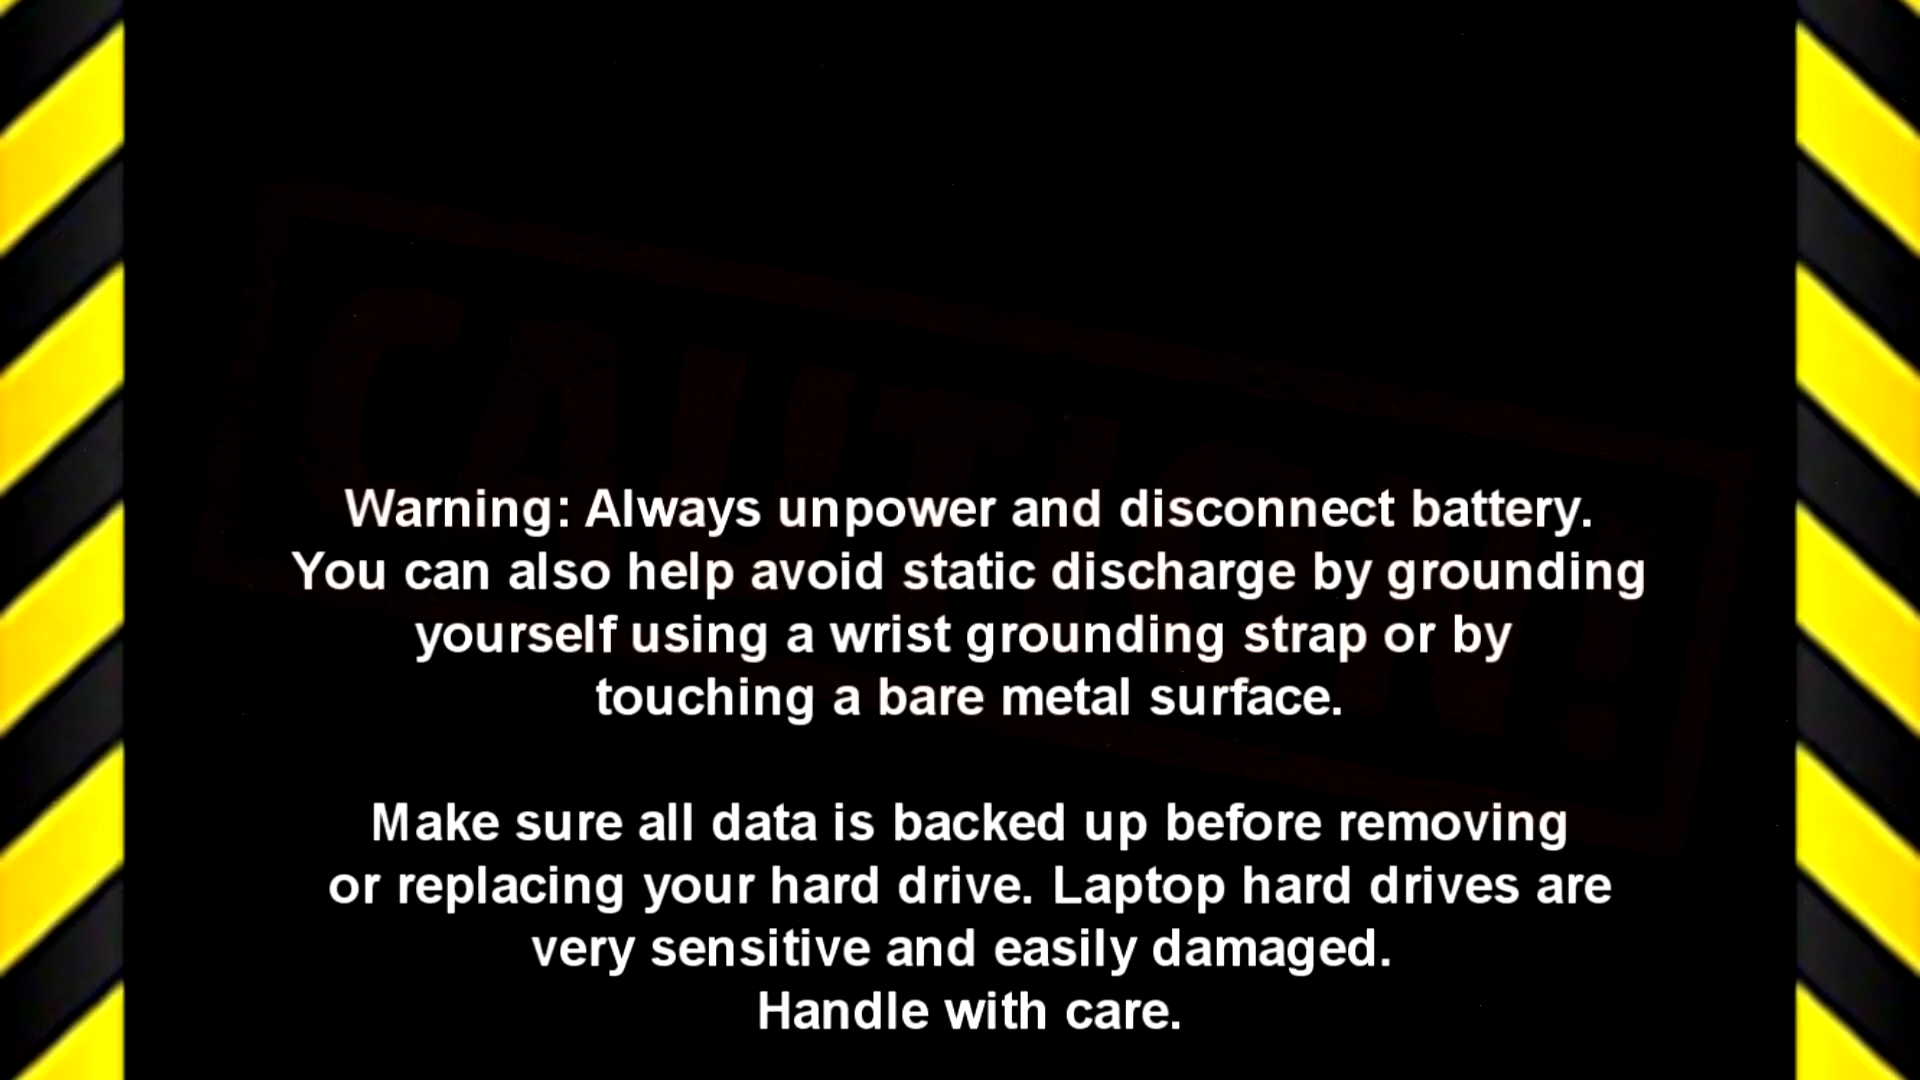 CAUTION!
Warning: Always unpower and disconnect battery.
You can also help avoid static discharge by grounding
yourself using a wrist grounding strap or by
touching a bare metal surface.
Make sure all data is backed up before removing
or replacing your hard drive. Laptop hard drives are
very sensitive and easily damaged.
Handle with care.